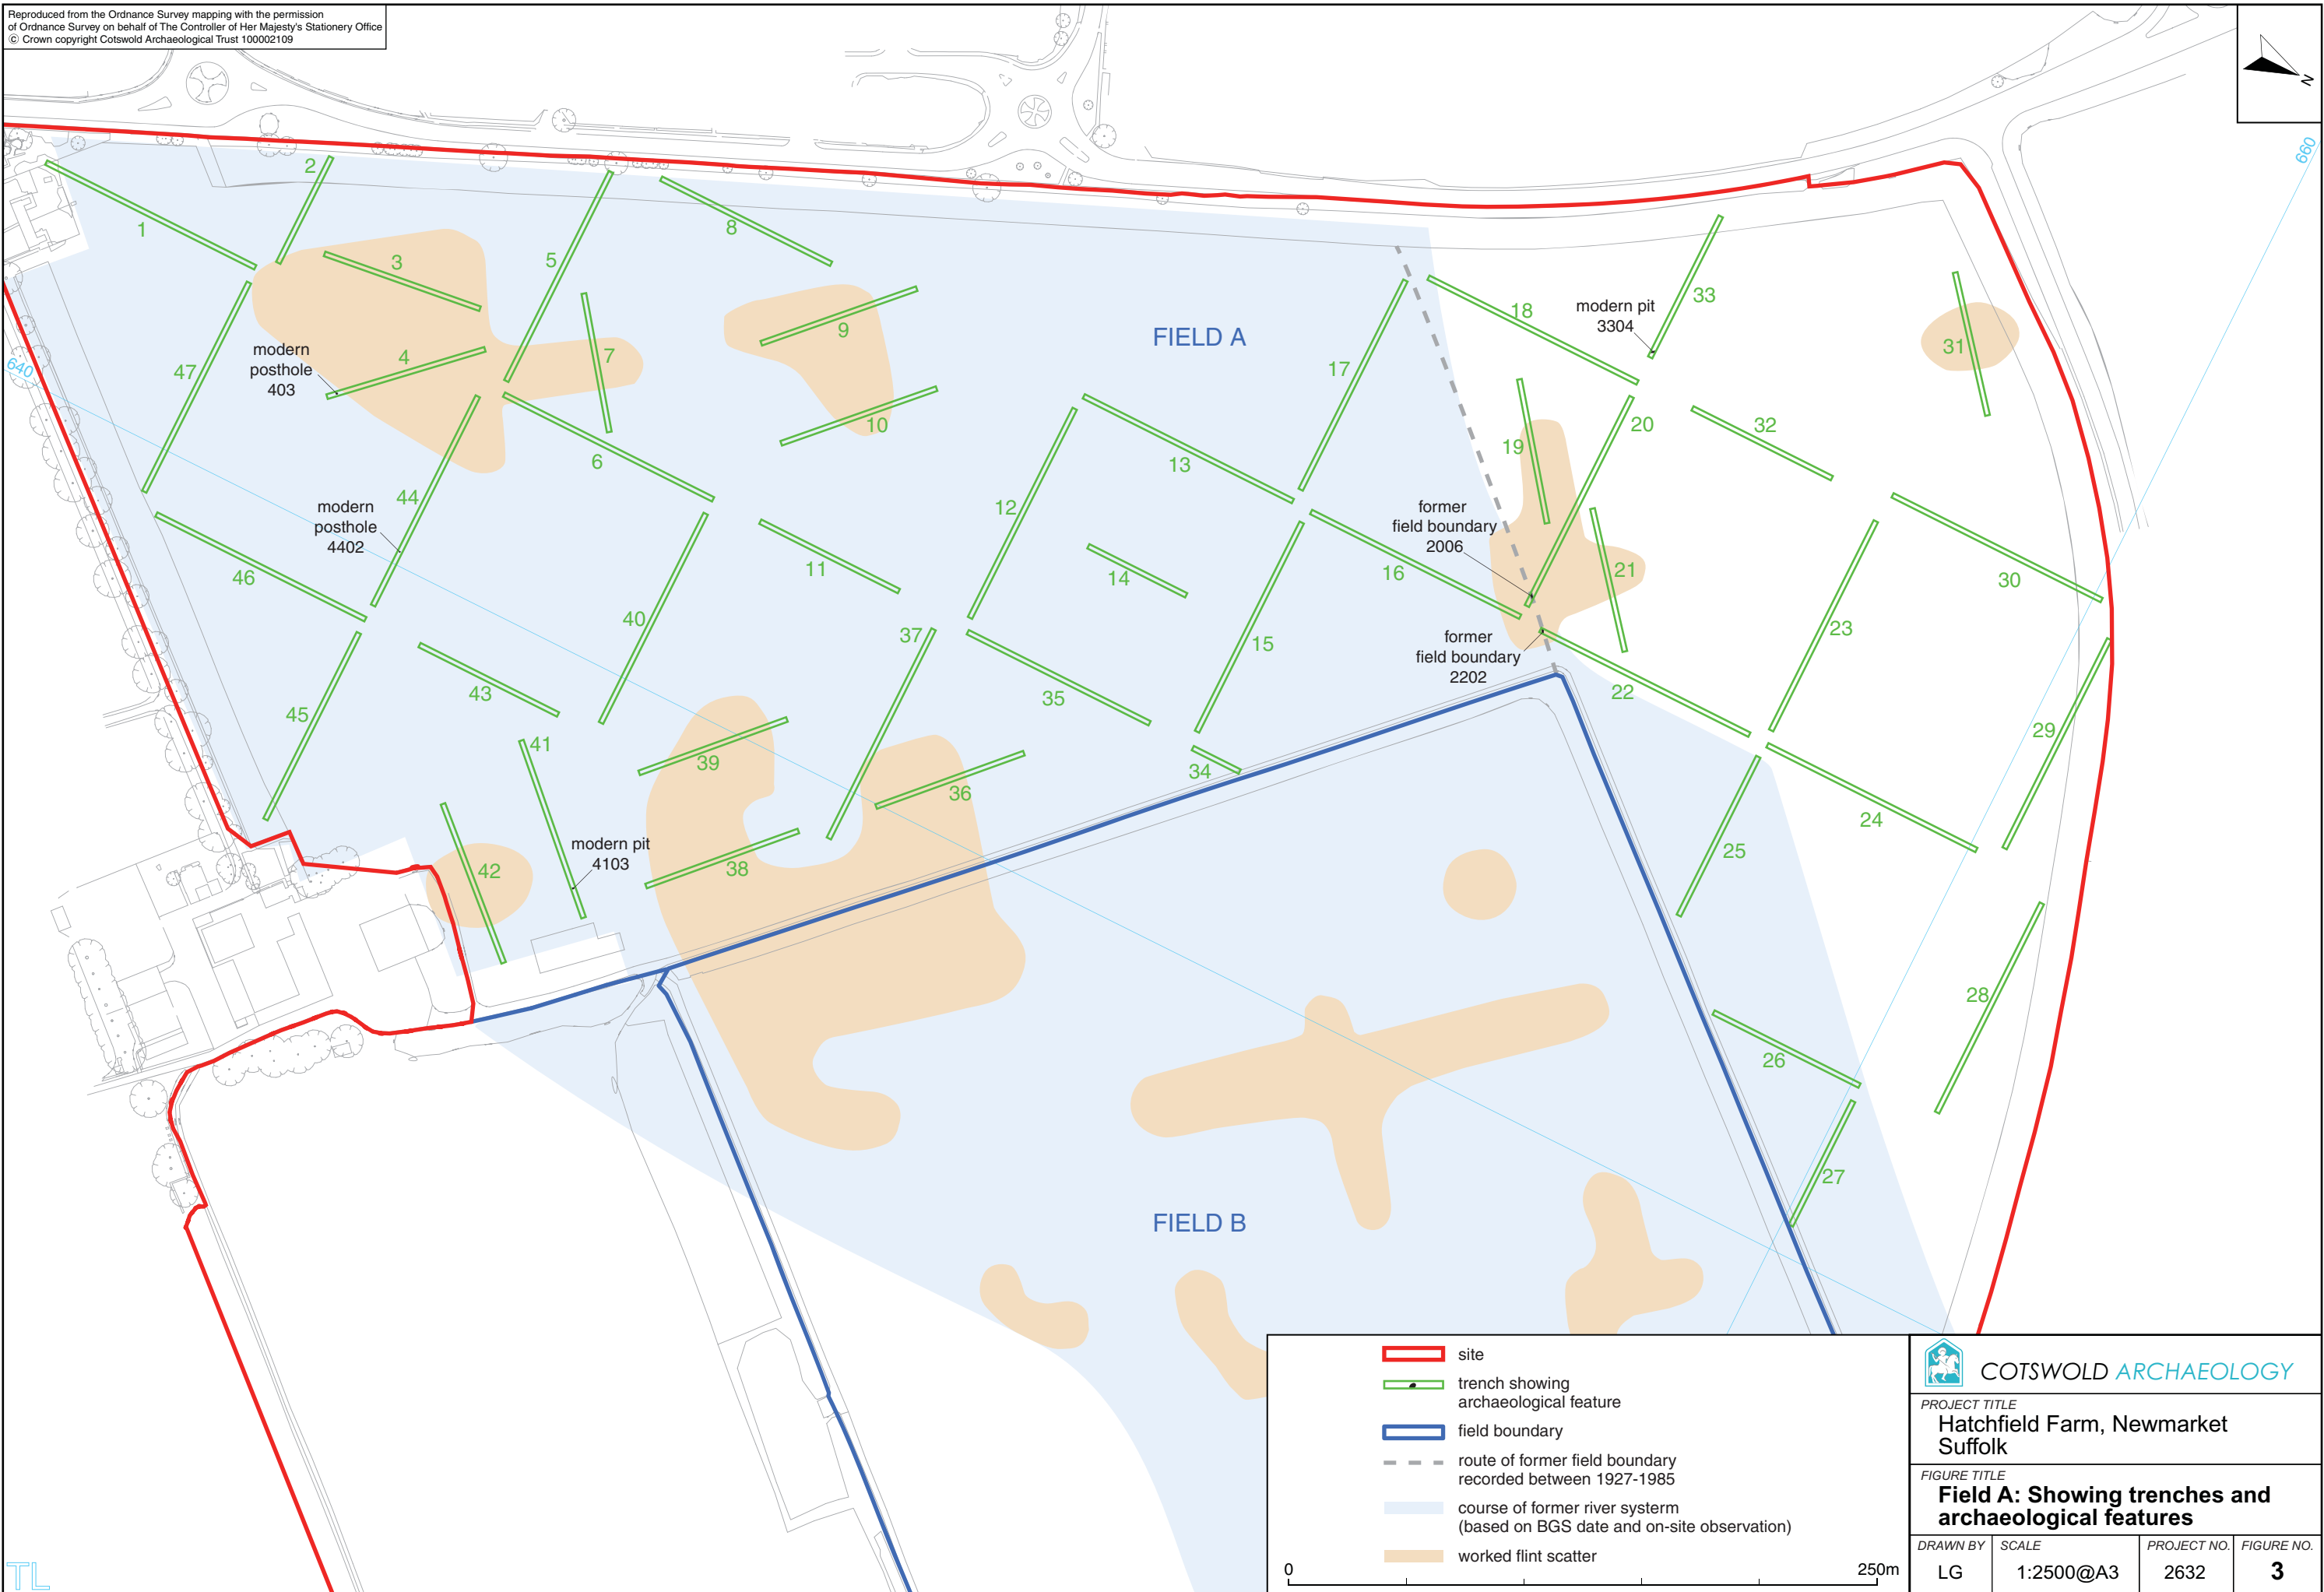 Reproduced from the Ordnance Survey mapping with the permission
of Ordnance Survey on behalf of The Controller of Her Majesty's Stationery Office
© Crown copyright Cotswold Archaeological Trust 100002109
N
660
640
TL
FIELD A
FIELD B
1
2
3
4
5
6
7
8
9
10
11
12
13
14
15
16
17
18
19
20
21
22
23
24
25
26
27
28
29
30
31
32
33
34
35
36
37
38
39
40
41
42
43
44
45
46
47
modern
posthole
403
modern
posthole
4402
modern pit
4103
modern pit
3304
former
field boundary
2006
former
field boundary
2202
site
trench showing
archaeological feature
field boundary
route of former field boundary
recorded between 1927-1985
course of former river systerm
(based on BGS date and on-site observation)
worked flint scatter
0
250m
COTSWOLD ARCHAEOLOGY
PROJECT TITLE
Hatchfield Farm, Newmarket
Suffolk
FIGURE TITLE
Field A: Showing trenches and
archaeological features
DRAWN BY
LG
SCALE
1:2500@A3
PROJECT NO.
2632
FIGURE NO.
3